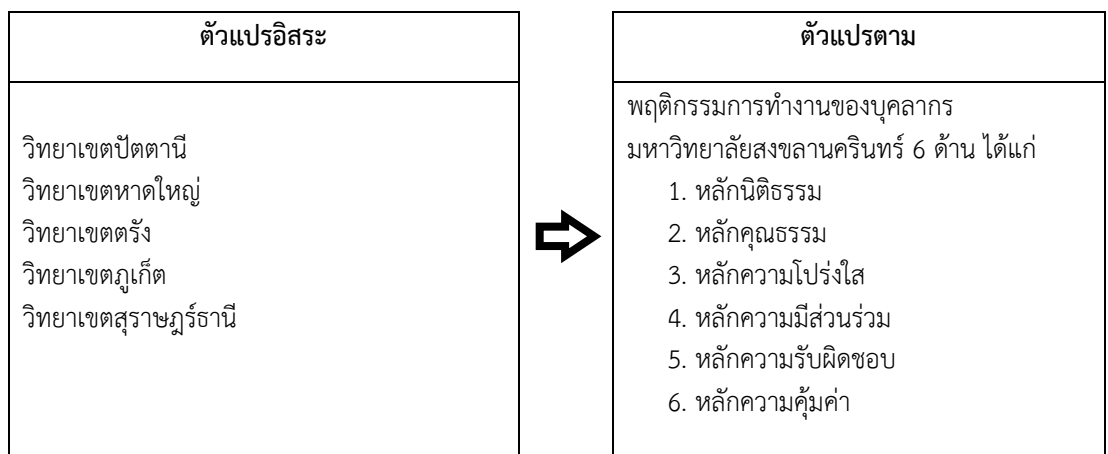 ตัวแปรอิสระ
วิทยาเขตปัตตานี
วิทยาเขตหาดใหญ่
วิทยาเขตตรัง
วิทยาเขตภูเก็ต
วิทยาเขตสุราษฎร์ธานี
ตัวแปรตาม
พฤติกรรมการทำงานของบุคลากร
มหาวิทยาลัยสงขลานครินทร์ 6 ด้าน ได้แก่
1. หลักนิติธรรม
2. หลักคุณธรรม
3. หลักความโปร่งใส
4. หลักความมีส่วนร่วม
5. หลักความรับผิดชอบ
6. หลักความคุ้มค่า